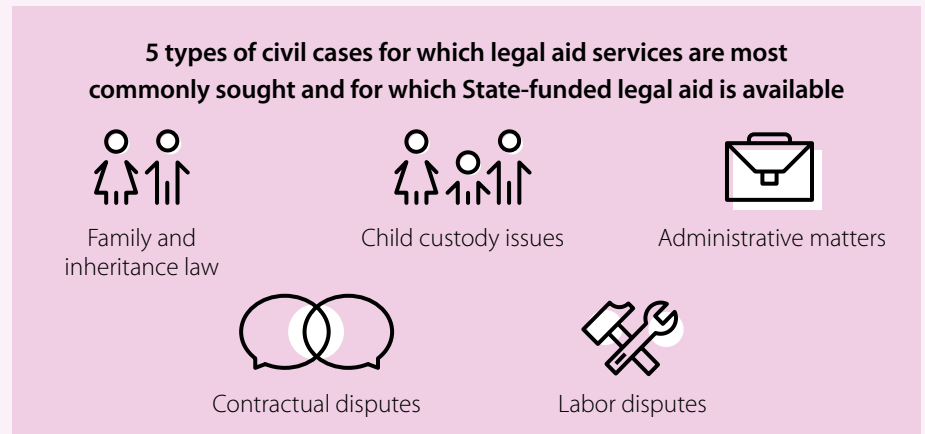 5 types of civil cases for which legal aid services are most
commonly sought and for which State-funded legal aid is available
Family and
inheritance law
Child custody issues
Administrative matters
Contractual disputes
Labor disputes